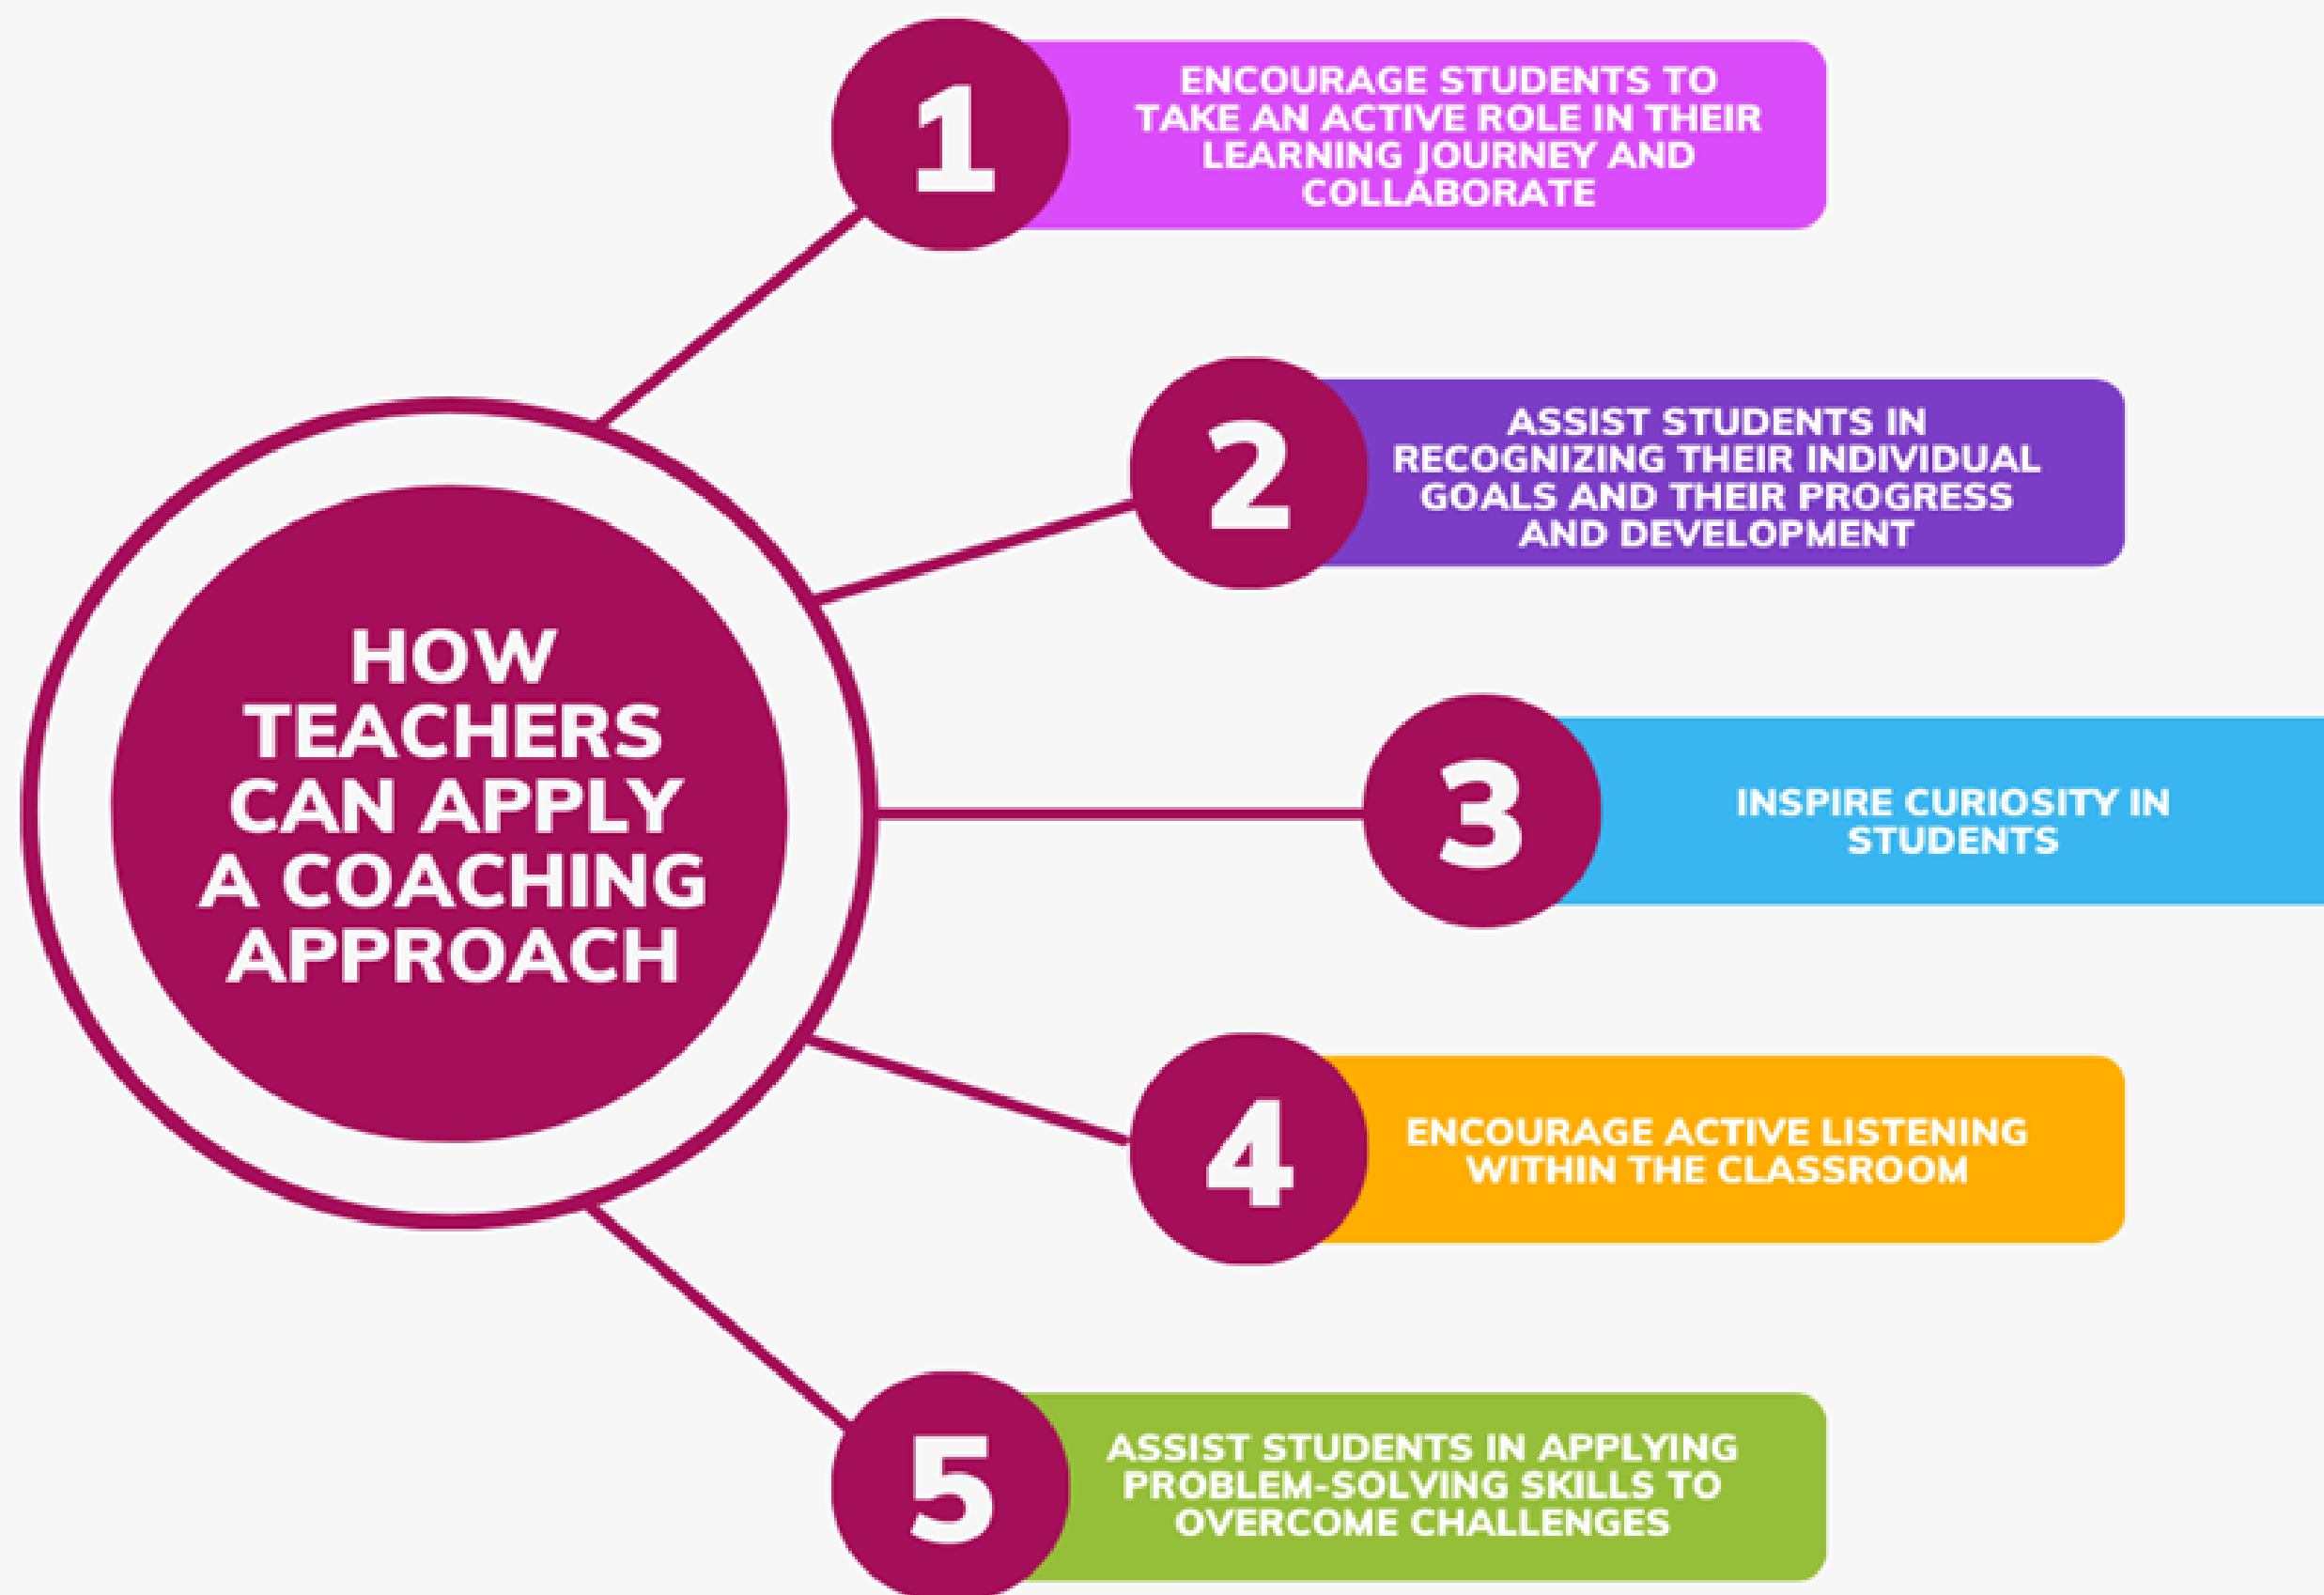 HOW
TEACHERS
CAN APPLY
A COACHING
APPROACH
1
ENCOURAGE STUDENTS TO
TAKE AN ACTIVE ROLE IN THEIR
LEARNING JOURNEY AND
COLLABORATE
2
ASSIST STUDENTS IN
RECOGNIZING THEIR INDIVIDUAL
GOALS AND THEIR PROGRESS
AND DEVELOPMENT
3
INSPIRE CURIOSITY IN
STUDENTS
4
ENCOURAGE ACTIVE LISTENING
WITHIN THE CLASSROOM
5
ASSIST STUDENTS IN APPLYING
PROBLEM-SOLVING SKILLS TO
OVERCOME CHALLENGES